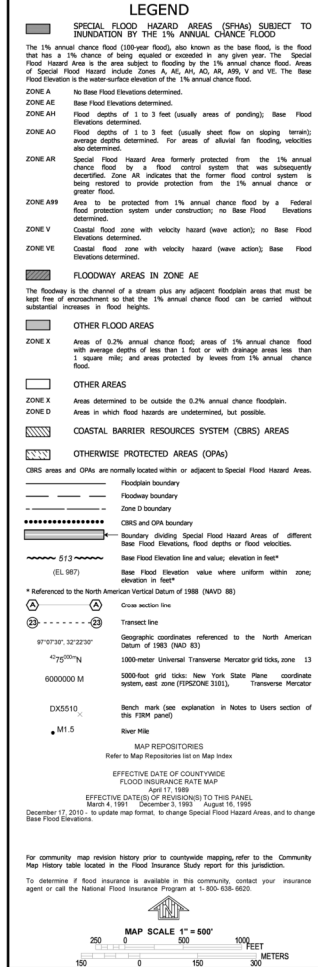 LEGEND
SPECIAL FLOOD HAZARD AREAS (SFHAs) SUBJECT TO
INUNDATION BY THE 1% ANNUAL CHANCE FLOOD
The 1% annual chance flood (100-year flood), also known as the base flood, is the flood
that has a 1% chance of being equaled or exceeded in any given year. The Special
Flood Hazard Area is the area subject to flooding by the 1% annual chance flood. Areas
of Special Flood Hazard include Zones A, AE, AH, AO, AR, A99, V and VE. The Base
Flood Elevation is the water-surface elevation of the 1% annual chance flood.
ZONE A No Base Flood Elevations determined.
ZONE AE Base Flood Elevations determined.
ZONE AH Flood depths of 1 to 3 feet (usually areas of ponding); Base Flood
Elevations determined.
ZONE AO Flood depths of 1 to 3 feet (usually sheet flow on sloping terrain);
average depths determined. For areas of alluvial fan flooding, velocities
also determined.
ZONE AR Special Flood Hazard Area formerly protected from the 1% annual
chance flood by a flood control system that was subsequently
decertified. Zone AR indicates that the former flood control system is
being restored to provide protection from the 1% annual chance or
greater flood.
ZONE A99 Area to be protected from 1% annual chance flood by a Federal
flood protection system under construction; no Base Flood Elevations
determined.
ZONE V Coastal flood zone with velocity hazard (wave action); no Base Flood
Elevations determined.
ZONE VE Coastal flood zone with velocity hazard (wave action); Base Flood
Elevations determined.
FLOODWAY AREAS IN ZONE AE
The floodway is the channel of a stream plus any adjacent floodplain areas that must be
kept free of encroachment so that the 1% annual chance flood can be carried without
substantial increases in flood heights.
OTHER FLOOD AREAS
ZONE X Areas of 0.2% annual chance flood; areas of 1% annual chance flood
with average depths of less than 1 foot or with drainage areas less than
1 square mile; and areas protected by levees from 1% annual chance
flood.
OTHER AREAS
ZONE X Areas determined to be outside the 0.2% annual chance floodplain.
ZONE D Areas in which flood hazards are undetermined, but possible.
COASTAL BARRIER RESOURCES SYSTEM (CBRS) AREAS
OTHERWISE PROTECTED AREAS (OPAs)
CBRS areas and OPAs are normally located within or adjacent to Special Flood Hazard Areas.
Floodplain boundary
Floodway boundary
Zone D boundary
CBRS and OPA boundary
Boundary dividing Special Flood Hazard Areas of different
Base Flood Elevations, flood depths or flood velocities.
513 Base Flood Elevation line and value; elevation in feet*
(EL 987) Base Flood Elevation value where uniform within zone;
elevation in feet*
* Referenced to the North American Vertical Datum of 1988 (NAVD 88)
A A Cross section line
23 23 Transect line
97°07'30", 32°22'30" Geographic coordinates referenced to the North American
Datum of 1983 (NAD 83)
4275000mN 1000-meter Universal Transverse Mercator grid ticks, zone 13
6000000 M 5000-foot grid ticks: New York State Plane coordinate
system, east zone (FIPSZONE 3101), Transverse Mercator
DX5510 Bench mark (see explanation in Notes to Users section of
this FIRM panel)
M1.5 River Mile
MAP REPOSITORIES
Refer to Map Repositories list on Map Index
EFFECTIVE DATE OF COUNTYWIDE
FLOOD INSURANCE RATE MAP
April 17, 1989
EFFECTIVE DATE(S) OF REVISION(S) TO THIS PANEL
March 4, 1991 December 3, 1993 August 16, 1995
December 17, 2010 - to update map format, to change Special Flood Hazard Areas, and to change
Base Flood Elevations.
For community map revision history prior to countywide mapping, refer to the Community
Map History table located in the Flood Insurance Study report for this jurisdiction.
To determine if flood insurance is available in this community, contact your insurance
agent or call the National Flood Insurance Program at 1- 800- 638- 6620.
MAP SCALE 1" = 500'
250 0 500 1000
FEET
METERS
150 0 150 300